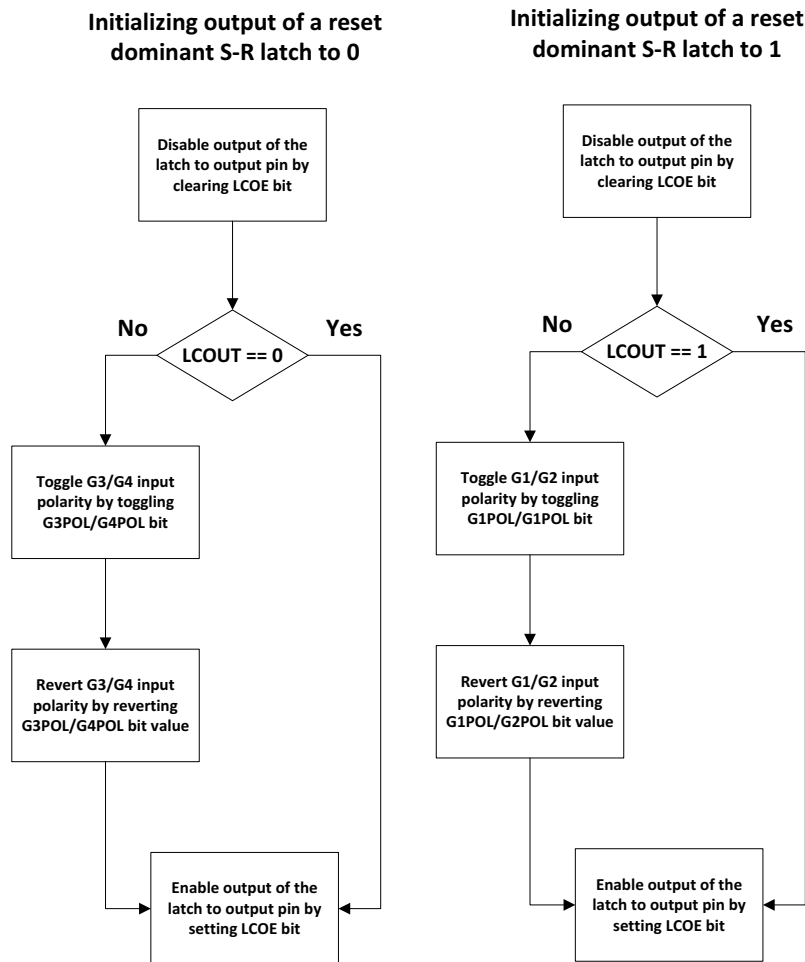 Initializing output of a reset
dominant S-R latch to 0
Disable output of the
latch to output pin by
clearing LCOE bit
No
Yes
LCOUT == 0
Toggle G3/G4 input
polarity by toggling
G3POL/G4POL bit
Revert G3/G4 input
polarity by reverting
G3POL/G4POL bit value
Enable output of the
latch to output pin by
setting LCOE bit
Initializing output of a reset
dominant S-R latch to 1
Disable output of the
latch to output pin by
clearing LCOE bit
No
Yes
LCOUT == 1
Toggle G1/G2 input
polarity by toggling
G1POL/G1POL bit
Revert G1/G2 input
polarity by reverting
G1POL/G2POL bit value
Enable output of the
latch to output pin by
setting LCOE bit